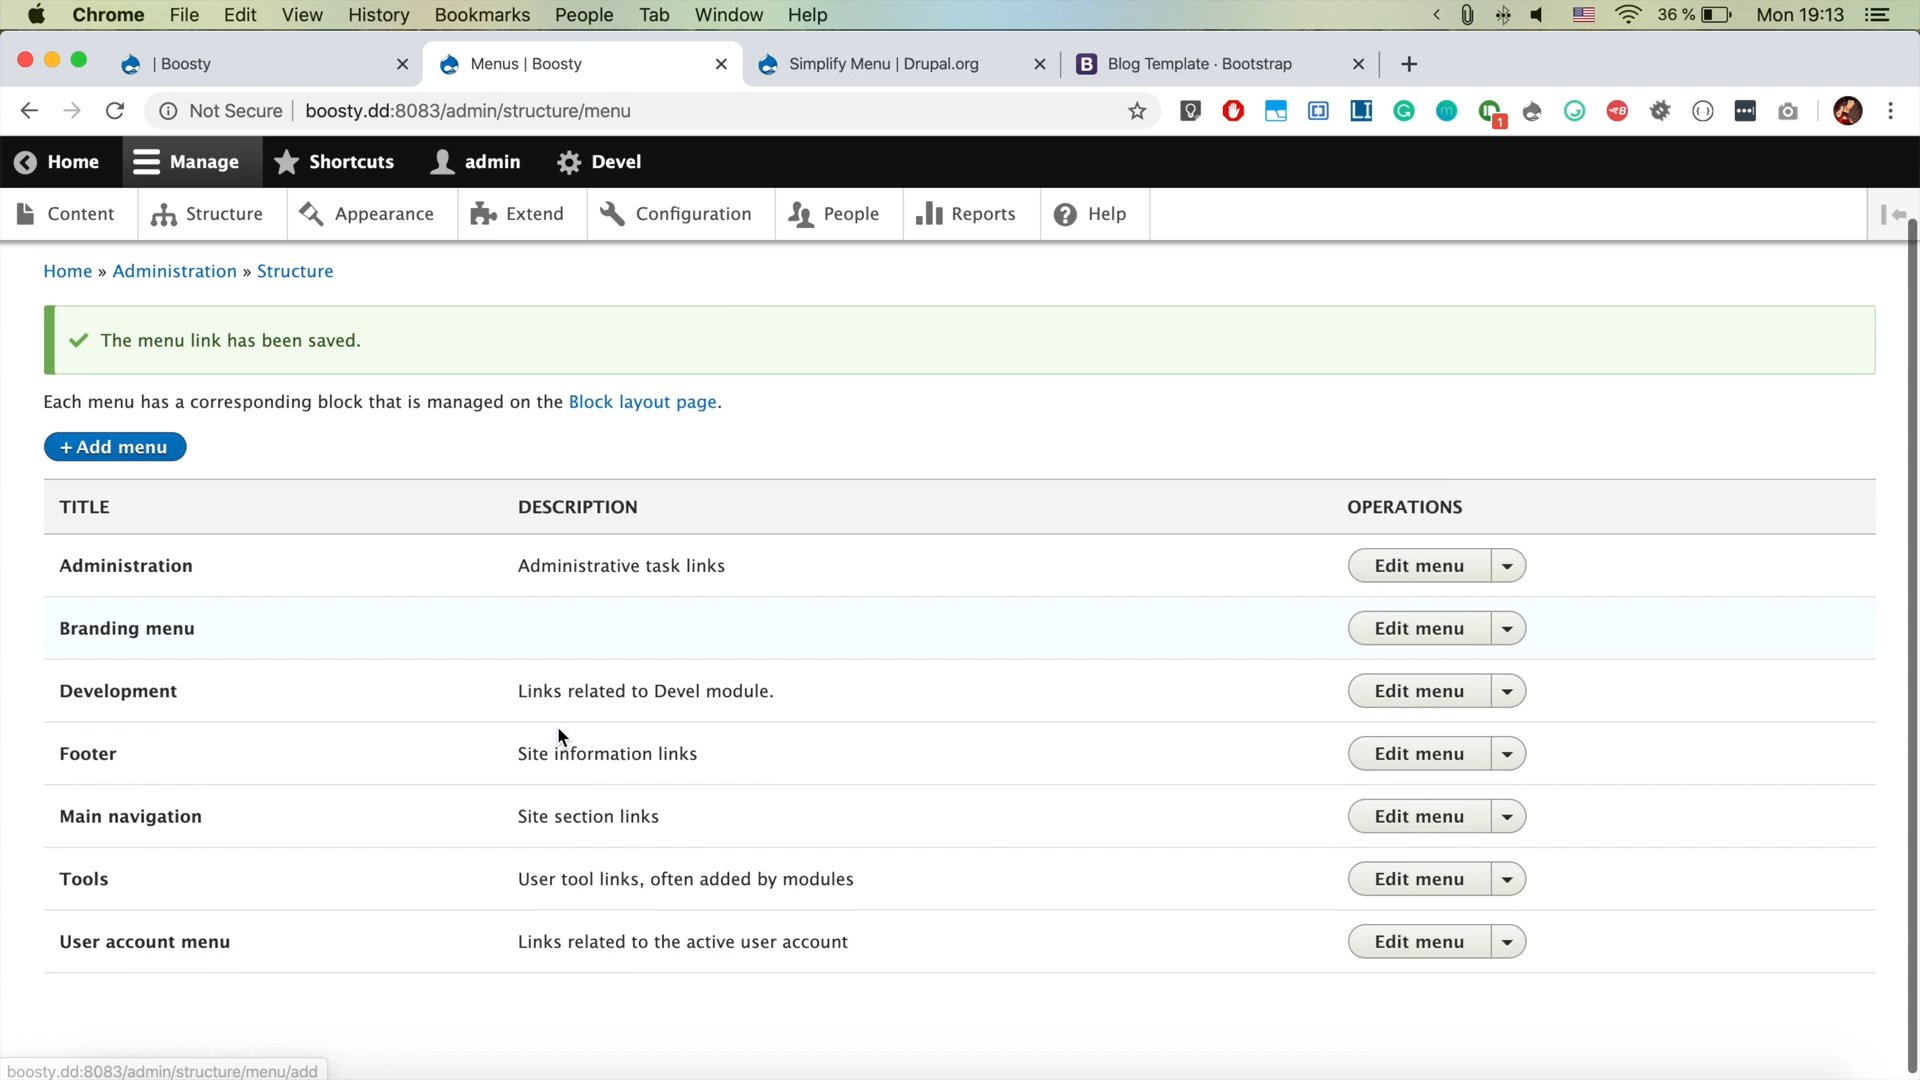 Chrome File Edit View History Bookmarks People Tab Window Help 36 % Mon 19:13
| Boosty
Menus | Boosty
Simplify Menu | Drupal.org
B Blog Template · Bootstrap
Not Secure | boosty.dd:8083/admin/structure/menu
1
Home Manage Shortcuts admin Devel
Content Structure Appearance Extend Configuration People Reports Help
Home » Administration » Structure
The menu link has been saved.
Each menu has a corresponding block that is managed on the Block layout page.
+ Add menu
TITLE DESCRIPTION OPERATIONS
Administration Administrative task links Edit menu
Branding menu Edit menu
Development Links related to Devel module. Edit menu
Footer Site information links Edit menu
Main navigation Site section links Edit menu
Tools User tool links, often added by modules Edit menu
User account menu Links related to the active user account Edit menu
boosty.dd:8083/admin/structure/menu/add